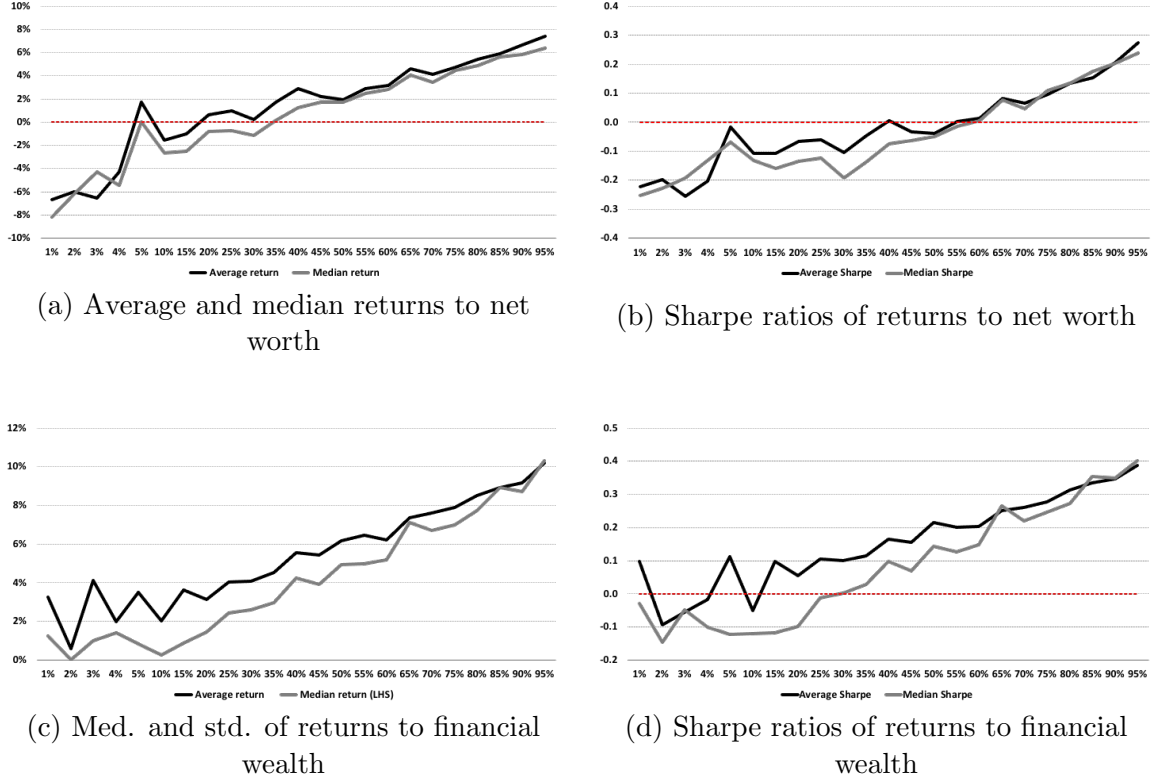 10%
8%
6%
4%
2%
0%
-2%
-4%
-6%
-8%
-10%
1% 2% 3% 4% 5% 10% 15% 20% 25% 30% 35% 40% 45% 50% 55% 60% 65% 70% 75% 80% 85% 90% 95%
Average return Median return
(a) Average and median returns to net
worth
0.4
0.3
0.2
0.1
0.0
-0.1
-0.2
-0.3
-0.4
1% 2% 3% 4% 5% 10% 15% 20% 25% 30% 35% 40% 45% 50% 55% 60% 65% 70% 75% 80% 85% 90% 95%
Average Sharpe Median Sharpe
(b) Sharpe ratios of returns to net worth
12%
10%
8%
6%
4%
2%
0%
1% 2% 3% 4% 5% 10% 15% 20% 25% 30% 35% 40% 45% 50% 55% 60% 65% 70% 75% 80% 85% 90% 95%
Average return Median return (LHS)
(c) Med. and std. of returns to financial
wealth
0.5
0.4
0.3
0.2
0.1
0.0
-0.1
-0.2
1% 2% 3% 4% 5% 10% 15% 20% 25% 30% 35% 40% 45% 50% 55% 60% 65% 70% 75% 80% 85% 90% 95%
Average Sharpe Median Sharpe
(d) Sharpe ratios of returns to financial
wealth